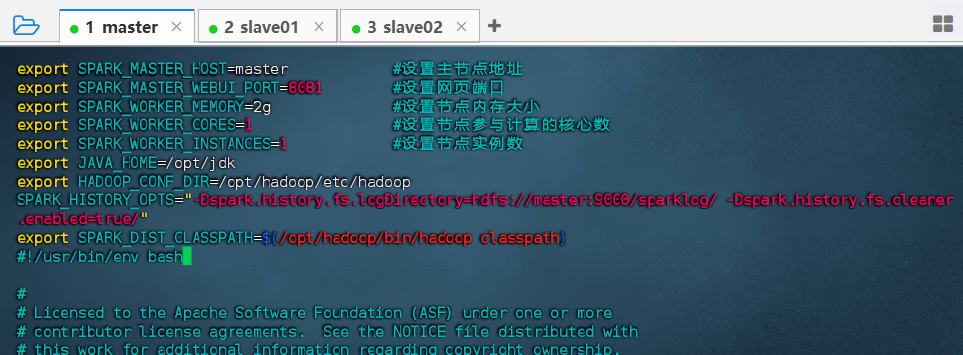 1 master × 2 slave01 × 3 slave02 × +
export SPARK_MASTER_HOST=master #设置主节点地址
export SPARK_MASTER_WEBUI_PORT=8081 #设置网页端口
export SPARK_WORKER_MEMORY=2g #设置节点内存大小
export SPARK_WORKER_CORES=1 #设置节点参与计算的核心数
export SPARK_WORKER_INSTANCES=1 #设置节点实例数
export JAVA_HOME=/opt/jdk
export HADOOP_CONF_DIR=/opt/hadoop/etc/hadoop
SPARK_HISTORY_OPTS="-Dspark.history.fs.logDirectory=hdfs://master:9000/sparklog/ -Dspark.history.fs.cleaner
.enabled=true/"
export SPARK_DIST_CLASSPATH=$(/opt/hadoop/bin/hadoop classpath)
#!/usr/bin/env bash
#
# Licensed to the Apache Software Foundation (ASF) under one or more
# contributor license agreements.  See the NOTICE file distributed with
# this work for additional information regarding copyright ownership.